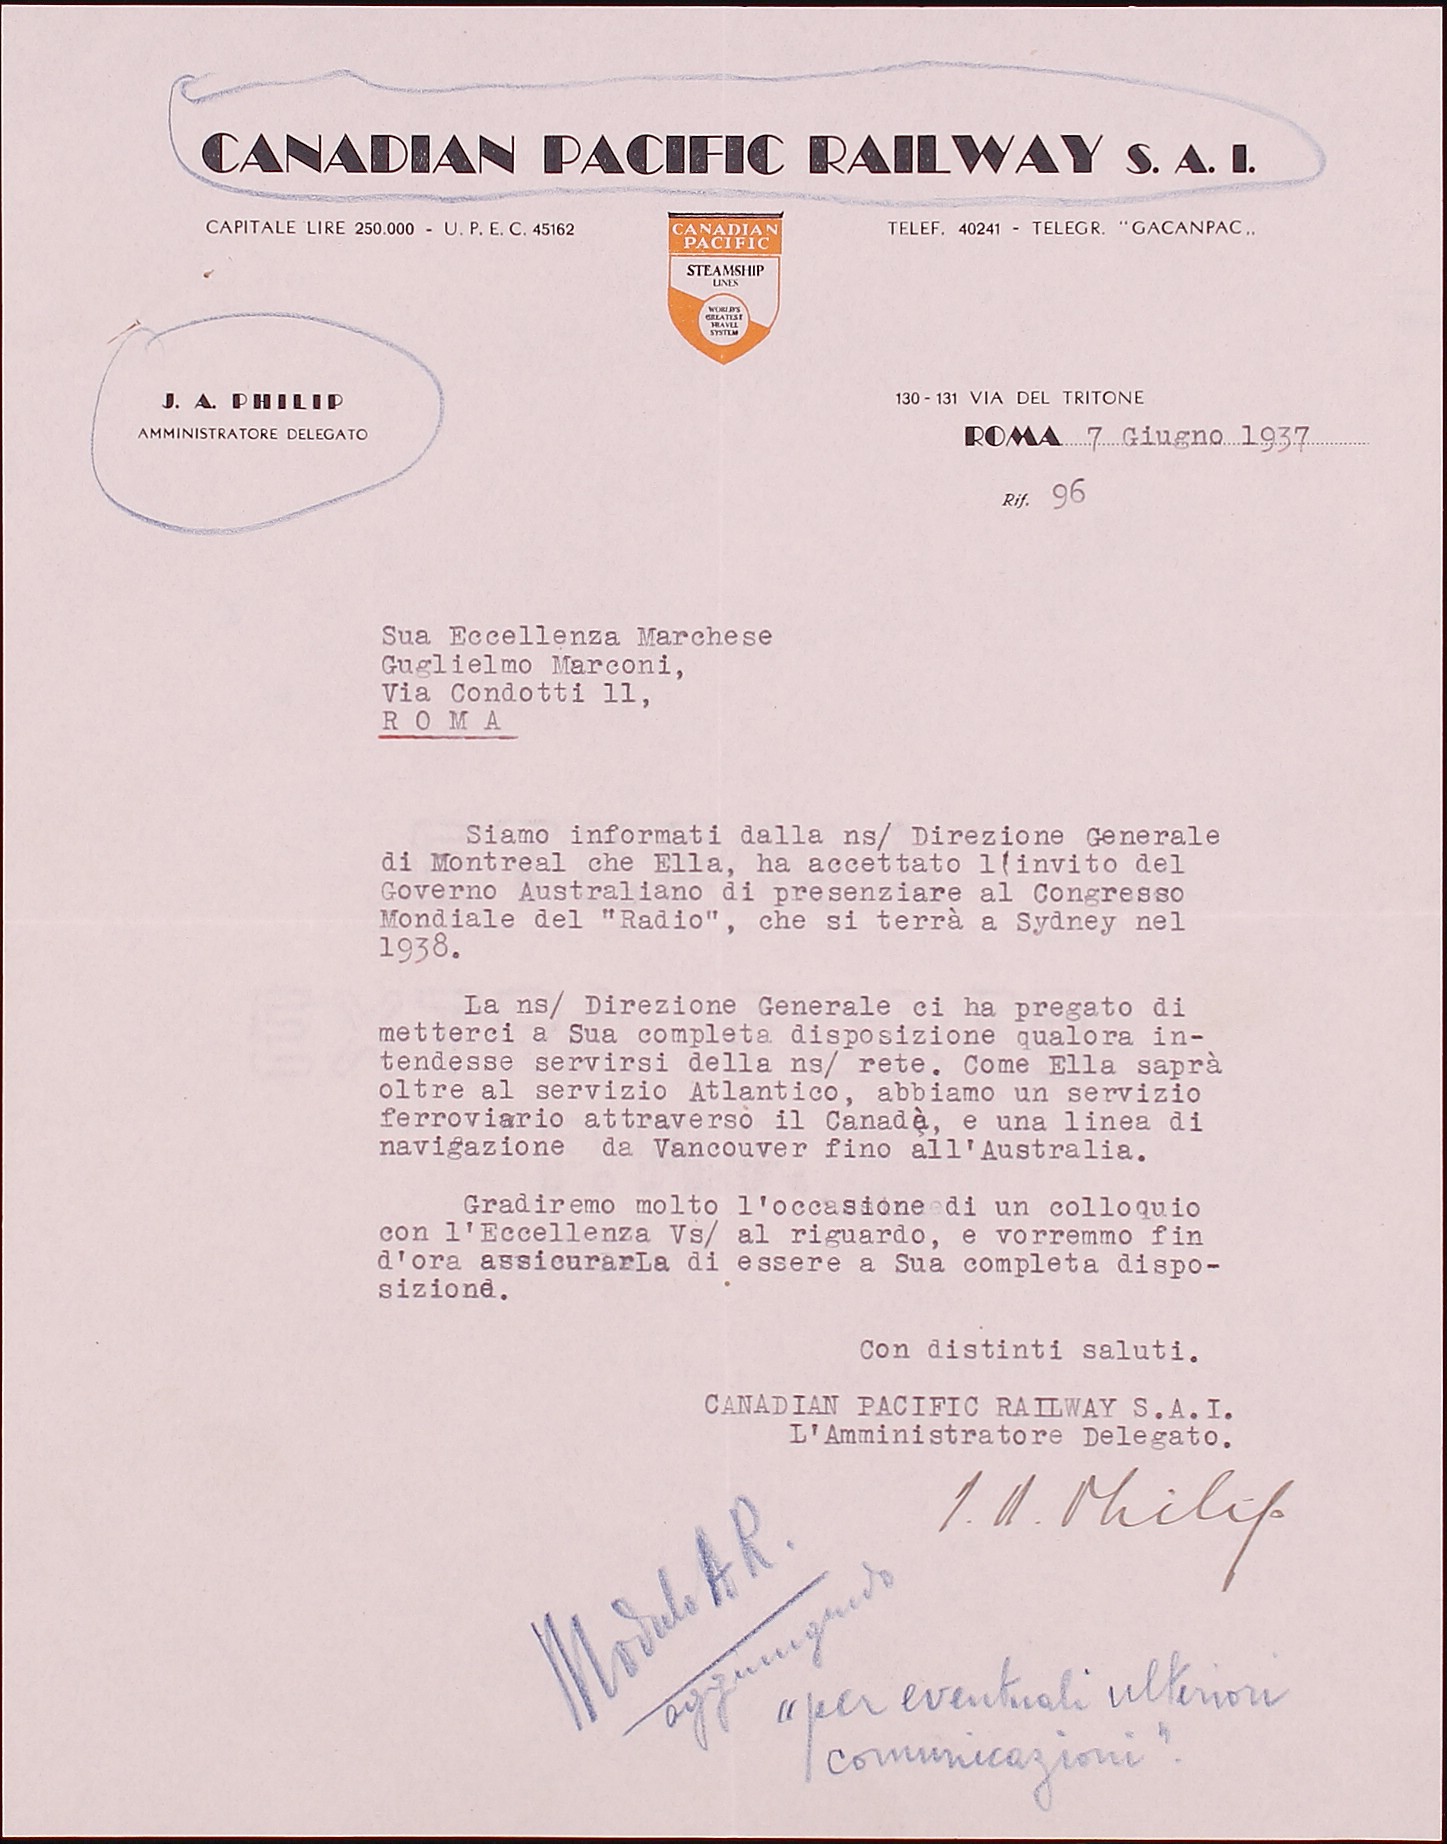 CANADIAN PACIFIC RAILWAY S. A. I.
CAPITALE LIRE 250.000 - U. P. E. C. 45162
TELEF. 40241 - TELEGR. "GACANPAC„
CANADIAN
PACIFIC
STEAMSHIP
LINES
WORLD'S
GREATEST
TRAVEL
SYSTEM
J. A. PHILIP
AMMINISTRATORE DELEGATO
130 - 131 VIA DEL TRITONE
ROMA 7 Giugno 1937
Rif. 96
Sua Eccellenza Marchese
Guglielmo Marconi,
Via Condotti 11,
R O M A
Siamo informati dalla ns/ Direzione Generale
di Montreal che Ella, ha accettato l'invito del
Governo Australiano di presenziare al Congresso
Mondiale del "Radio", che si terrà a Sydney nel
1938.
La ns/ Direzione Generale ci ha pregato di
metterci a Sua completa disposizione qualora in-
tendesse servirsi della ns/ rete. Come Ella saprà
oltre al servizio Atlantico, abbiamo un servizio
ferroviario attraverso il Canadà, e una linea di
navigazione da Vancouver fino all'Australia.
Gradiremo molto l'occasione di un colloquio
con l'Eccellenza Vs/ al riguardo, e vorremmo fin
d'ora assicurarLa di essere a Sua completa dispo-
sizione.
Con distinti saluti.
CANADIAN PACIFIC RAILWAY S.A.I.
L'Amministratore Delegato.
J. A. Philip
Modulo A R.
aggiungendo
"per eventuali ulteriori
comunicazioni".